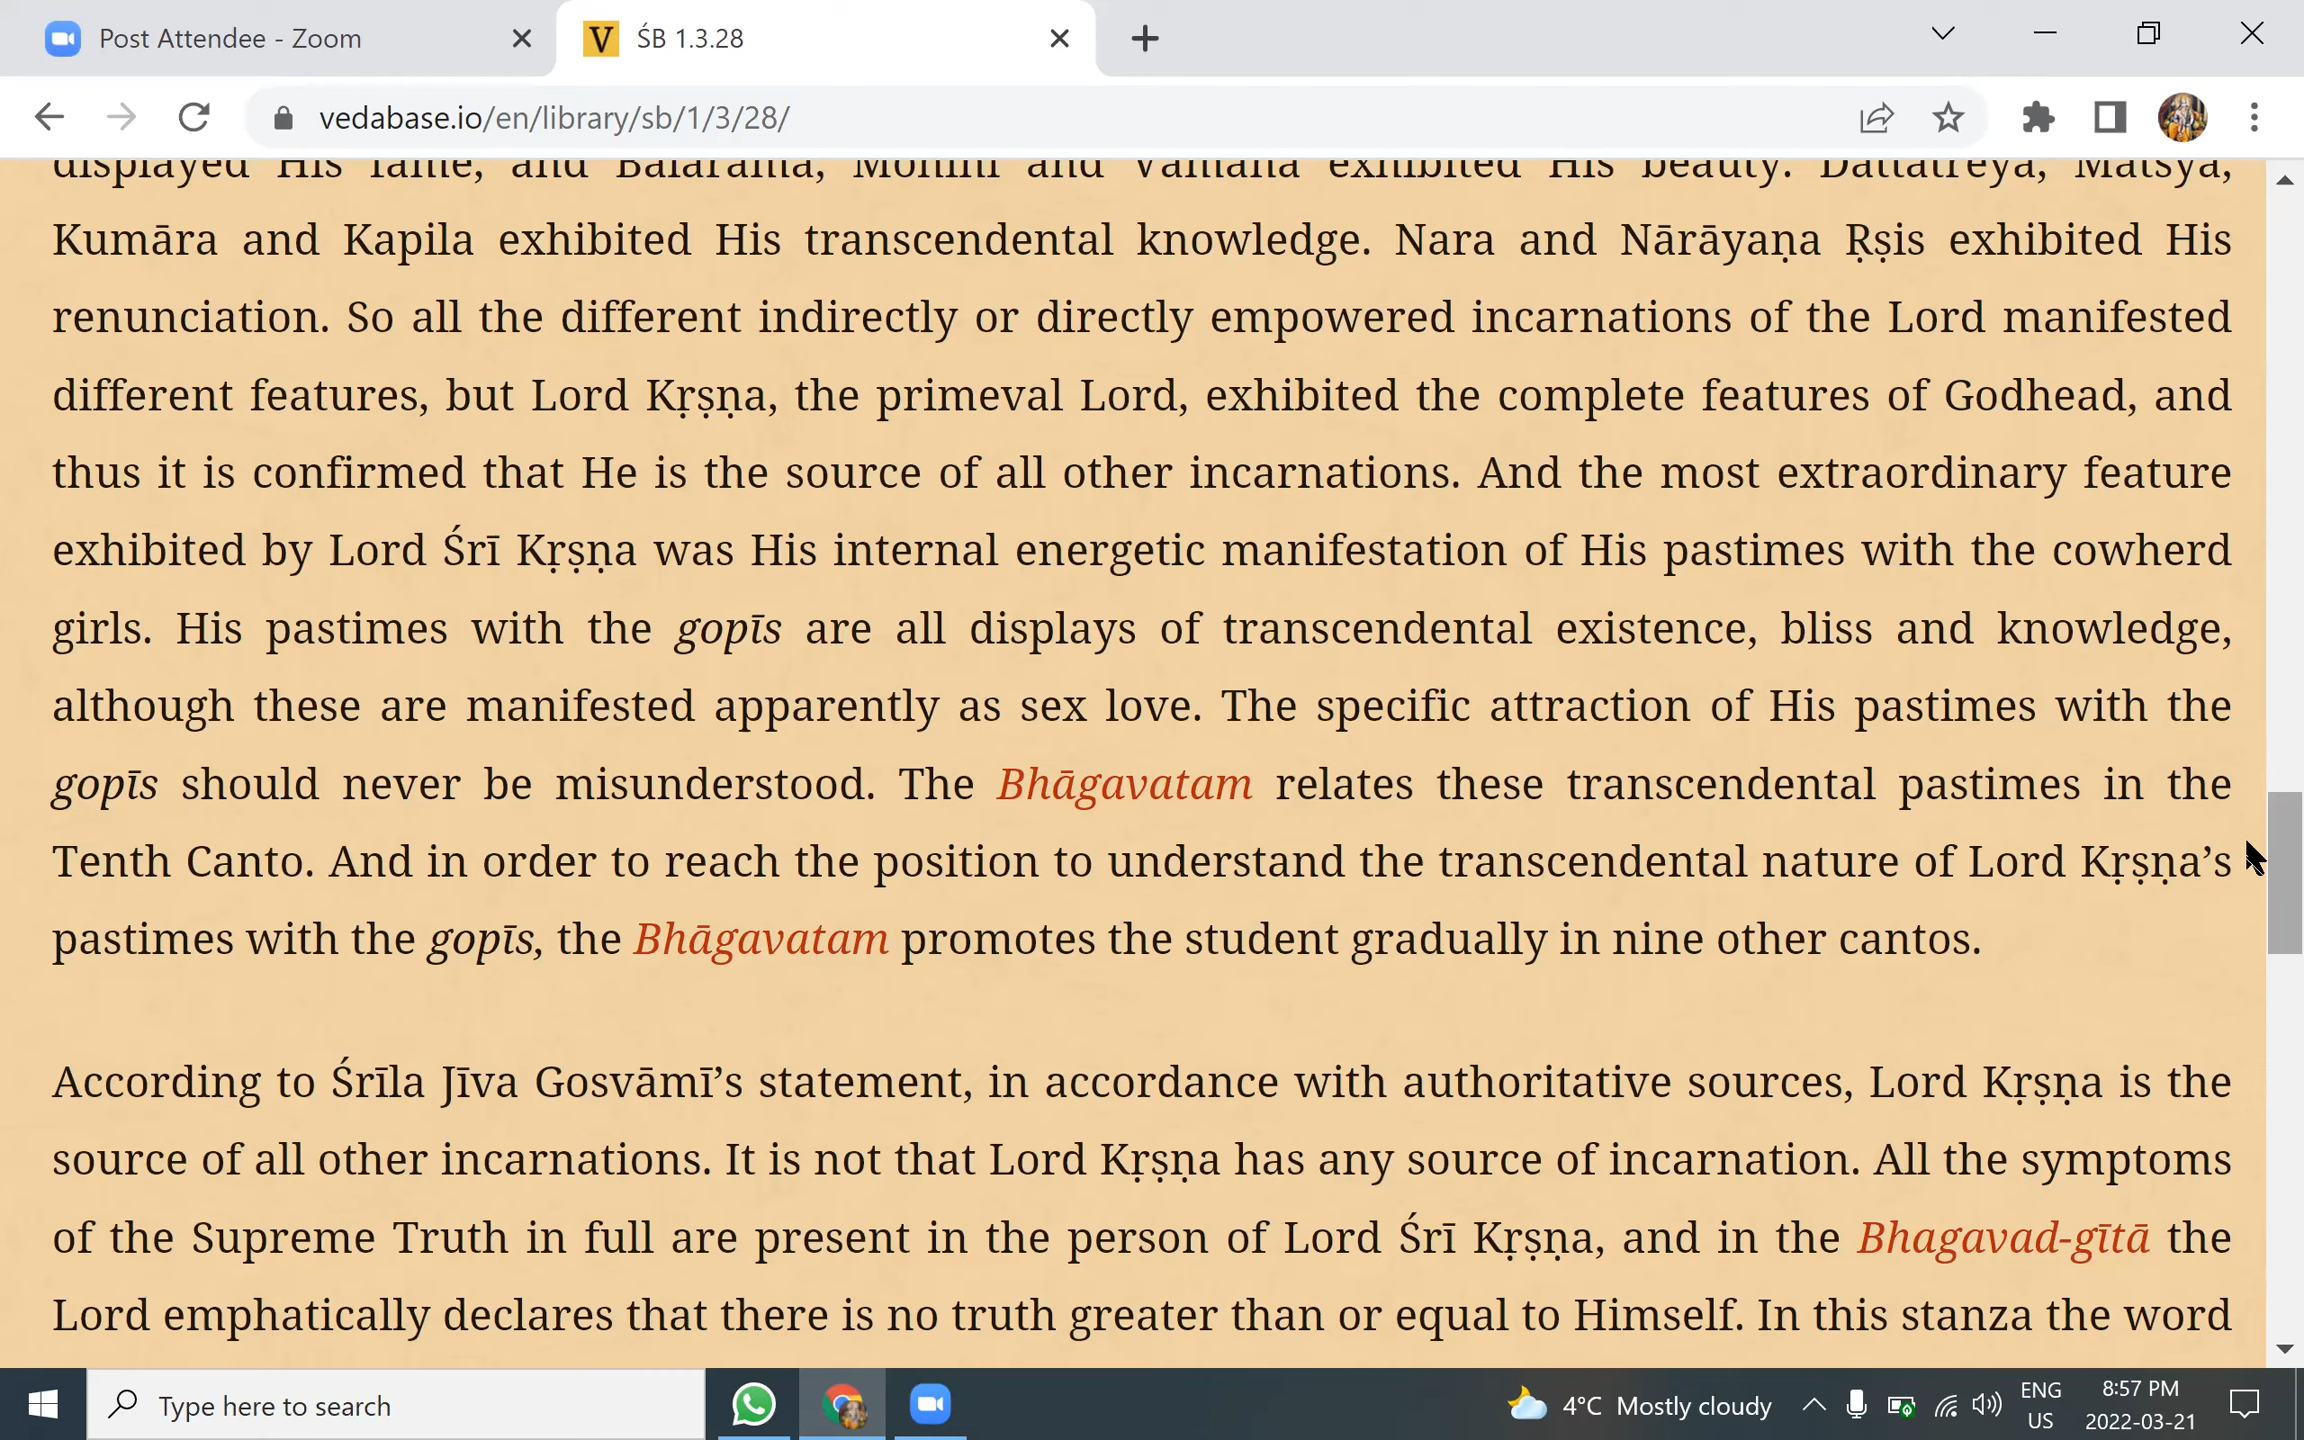 Post Attendee - Zoom
V ŚB 1.3.28
vedabase.io/en/library/sb/1/3/28/
displayed His fame, and Balarāma, Mohinī and Vāmana exhibited His beauty. Dattātreya, Matsya,
Kumāra and Kapila exhibited His transcendental knowledge. Nara and Nārāyaṇa Ṛṣis exhibited His
renunciation. So all the different indirectly or directly empowered incarnations of the Lord manifested
different features, but Lord Kṛṣṇa, the primeval Lord, exhibited the complete features of Godhead, and
thus it is confirmed that He is the source of all other incarnations. And the most extraordinary feature
exhibited by Lord Śrī Kṛṣṇa was His internal energetic manifestation of His pastimes with the cowherd
girls. His pastimes with the gopīs are all displays of transcendental existence, bliss and knowledge,
although these are manifested apparently as sex love. The specific attraction of His pastimes with the
gopīs should never be misunderstood. The Bhāgavatam relates these transcendental pastimes in the
Tenth Canto. And in order to reach the position to understand the transcendental nature of Lord Kṛṣṇa’s
pastimes with the gopīs, the Bhāgavatam promotes the student gradually in nine other cantos.
According to Śrīla Jīva Gosvāmī’s statement, in accordance with authoritative sources, Lord Kṛṣṇa is the
source of all other incarnations. It is not that Lord Kṛṣṇa has any source of incarnation. All the symptoms
of the Supreme Truth in full are present in the person of Lord Śrī Kṛṣṇa, and in the Bhagavad-gītā the
Lord emphatically declares that there is no truth greater than or equal to Himself. In this stanza the word
Type here to search
4°C Mostly cloudy
ENG
US
8:57 PM
2022-03-21